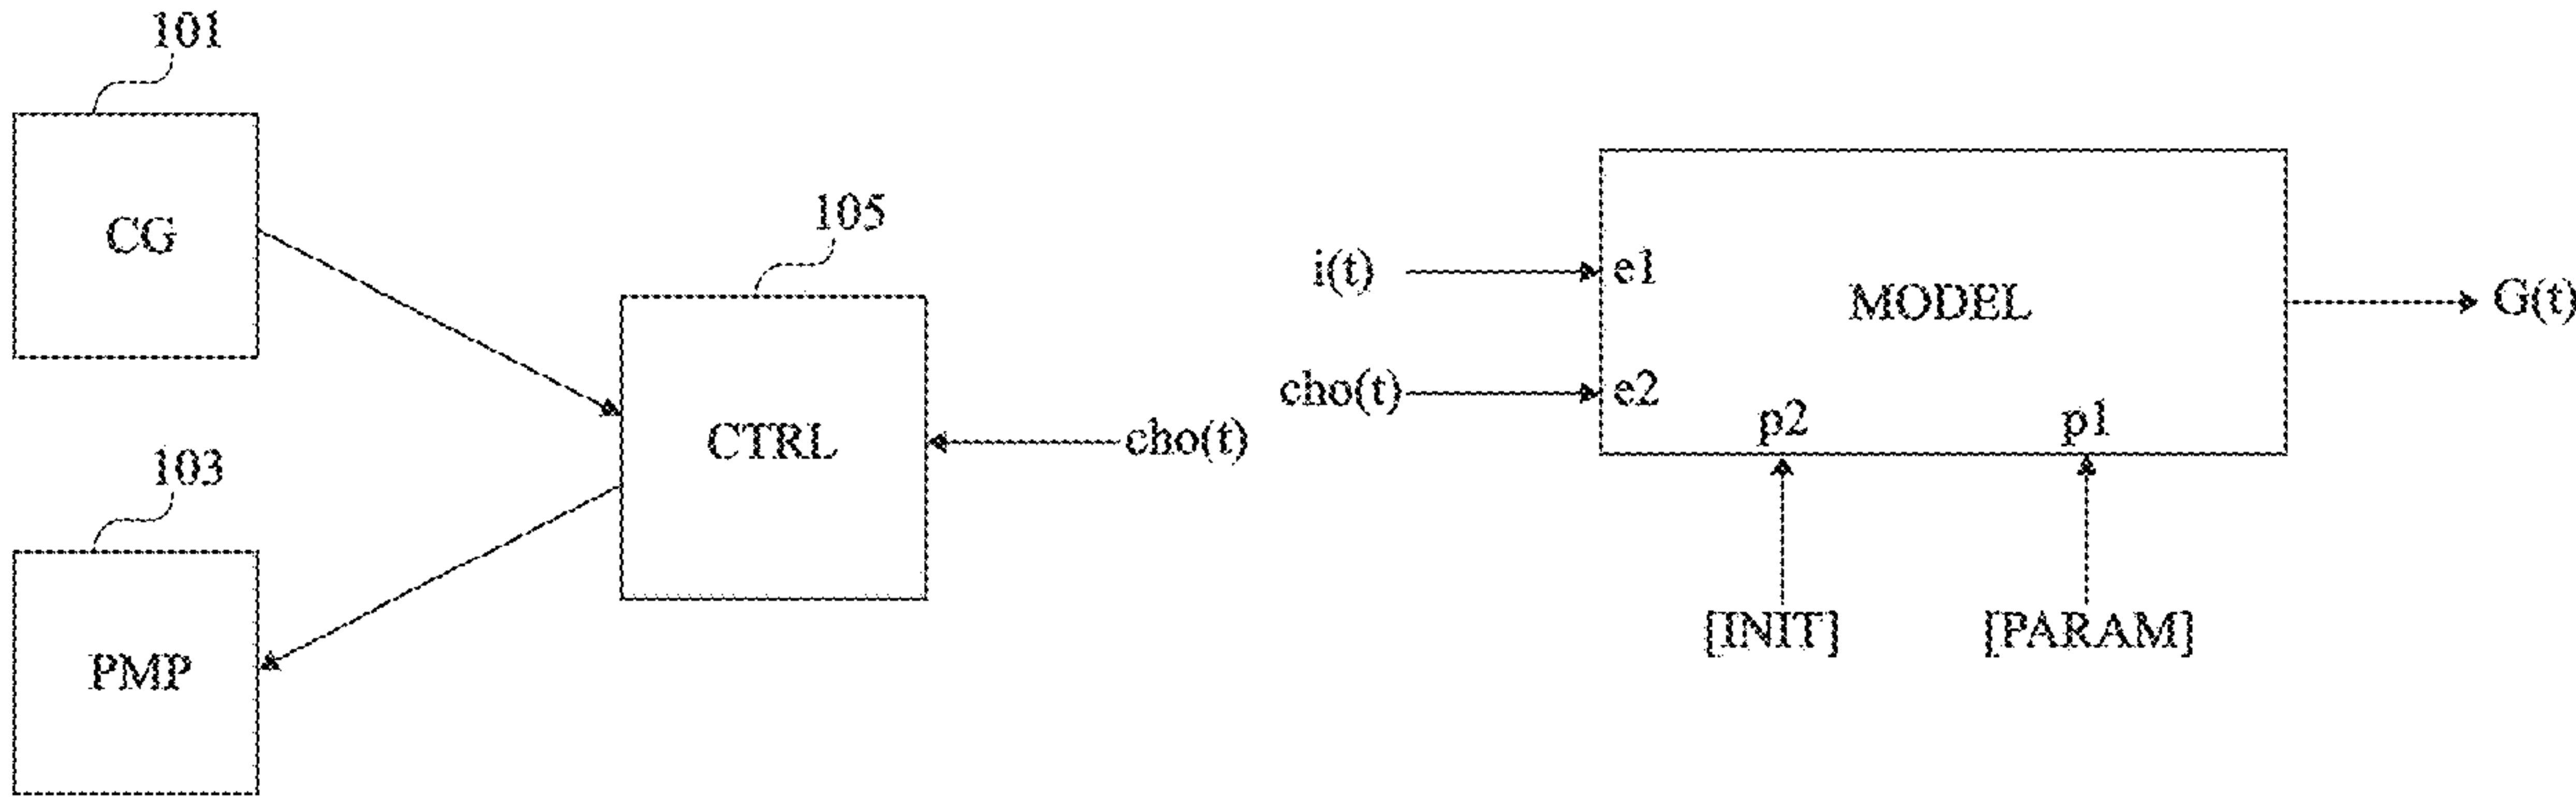 101
CG
105
CTRL
cho(t)
103
PMP
i(t)
e1
MODEL
G(t)
cho(t)
e2
p2
p1
[INIT]
[PARAM]